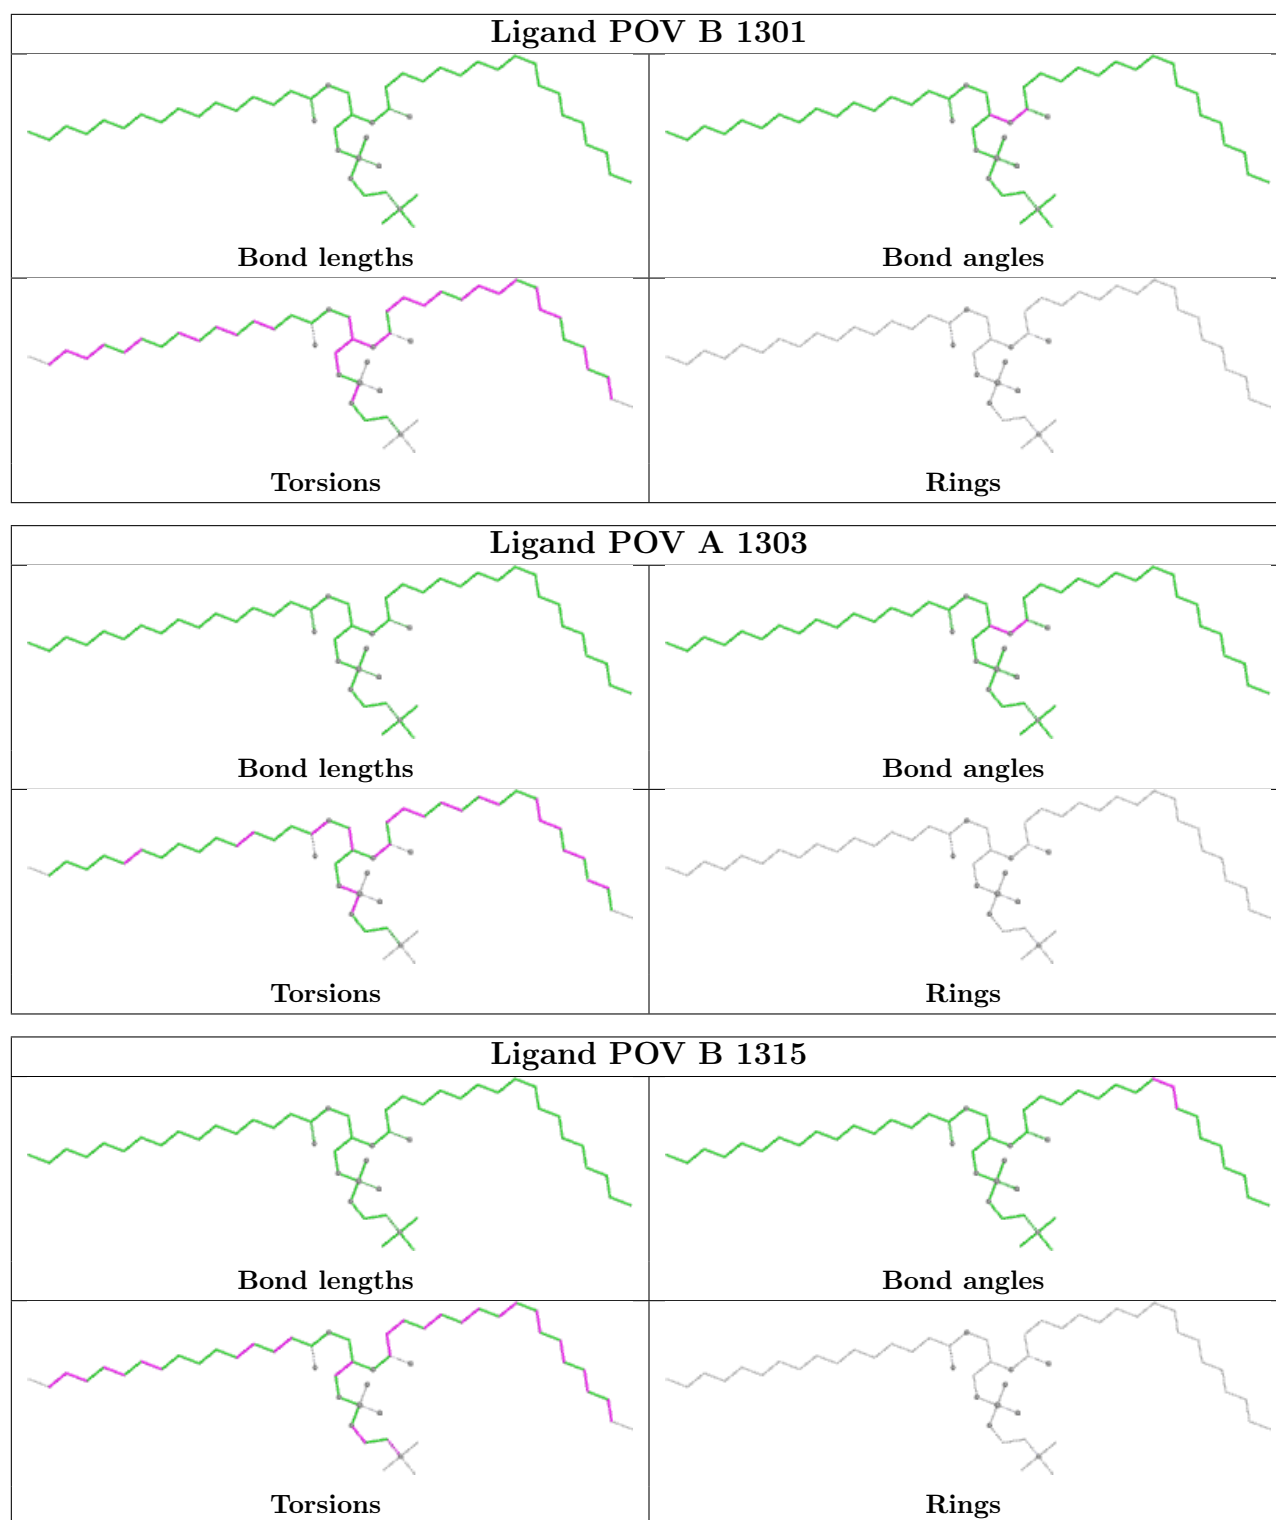 Ligand POV B 1301
Bond lengths
Bond angles
Torsions
Rings
Ligand POV A 1303
Bond lengths
Bond angles
Torsions
Rings
Ligand POV B 1315
Bond lengths
Bond angles
Torsions
Rings